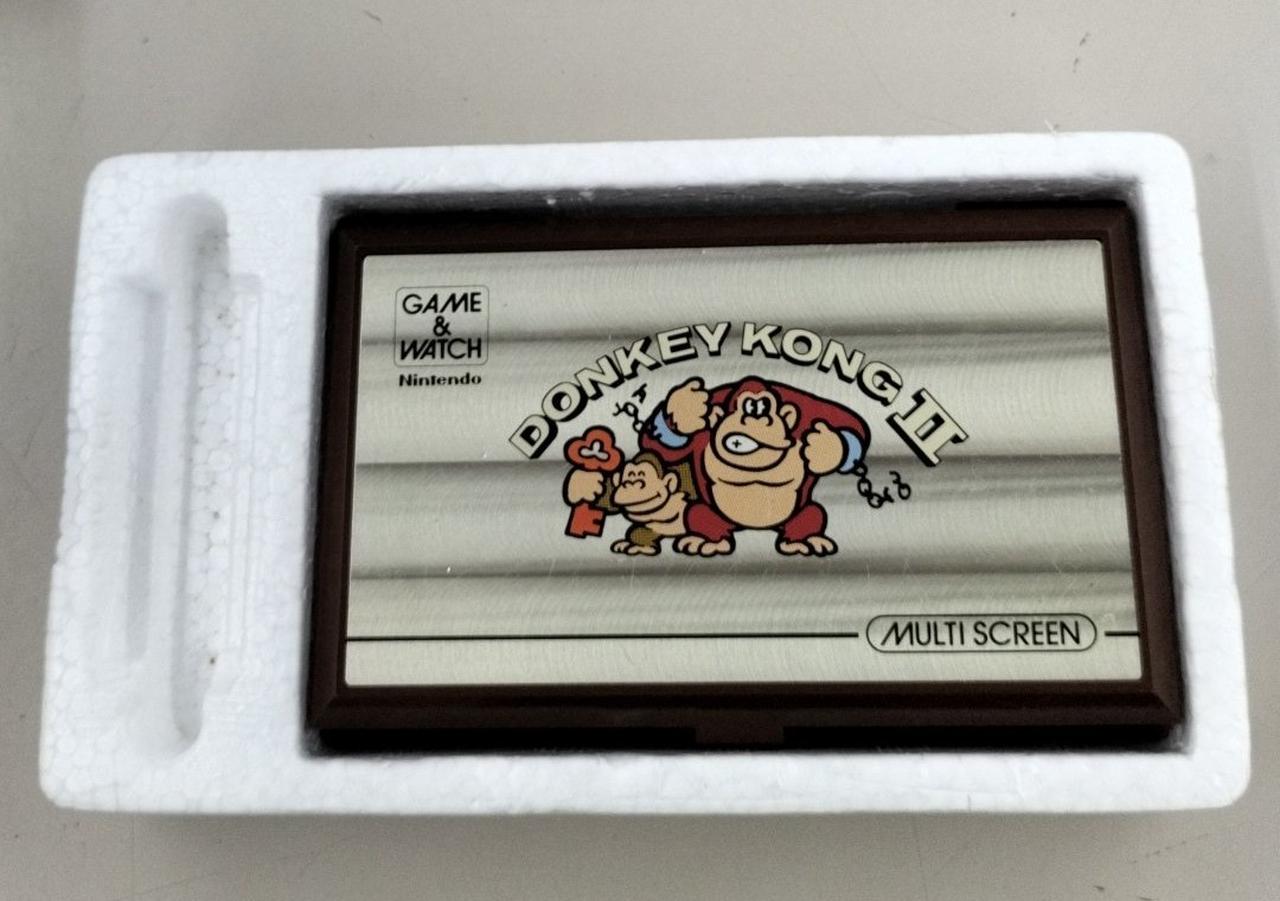 GAME
&
WATCH
Nintendo
DONKEY KONG II
MULTI SCREEN